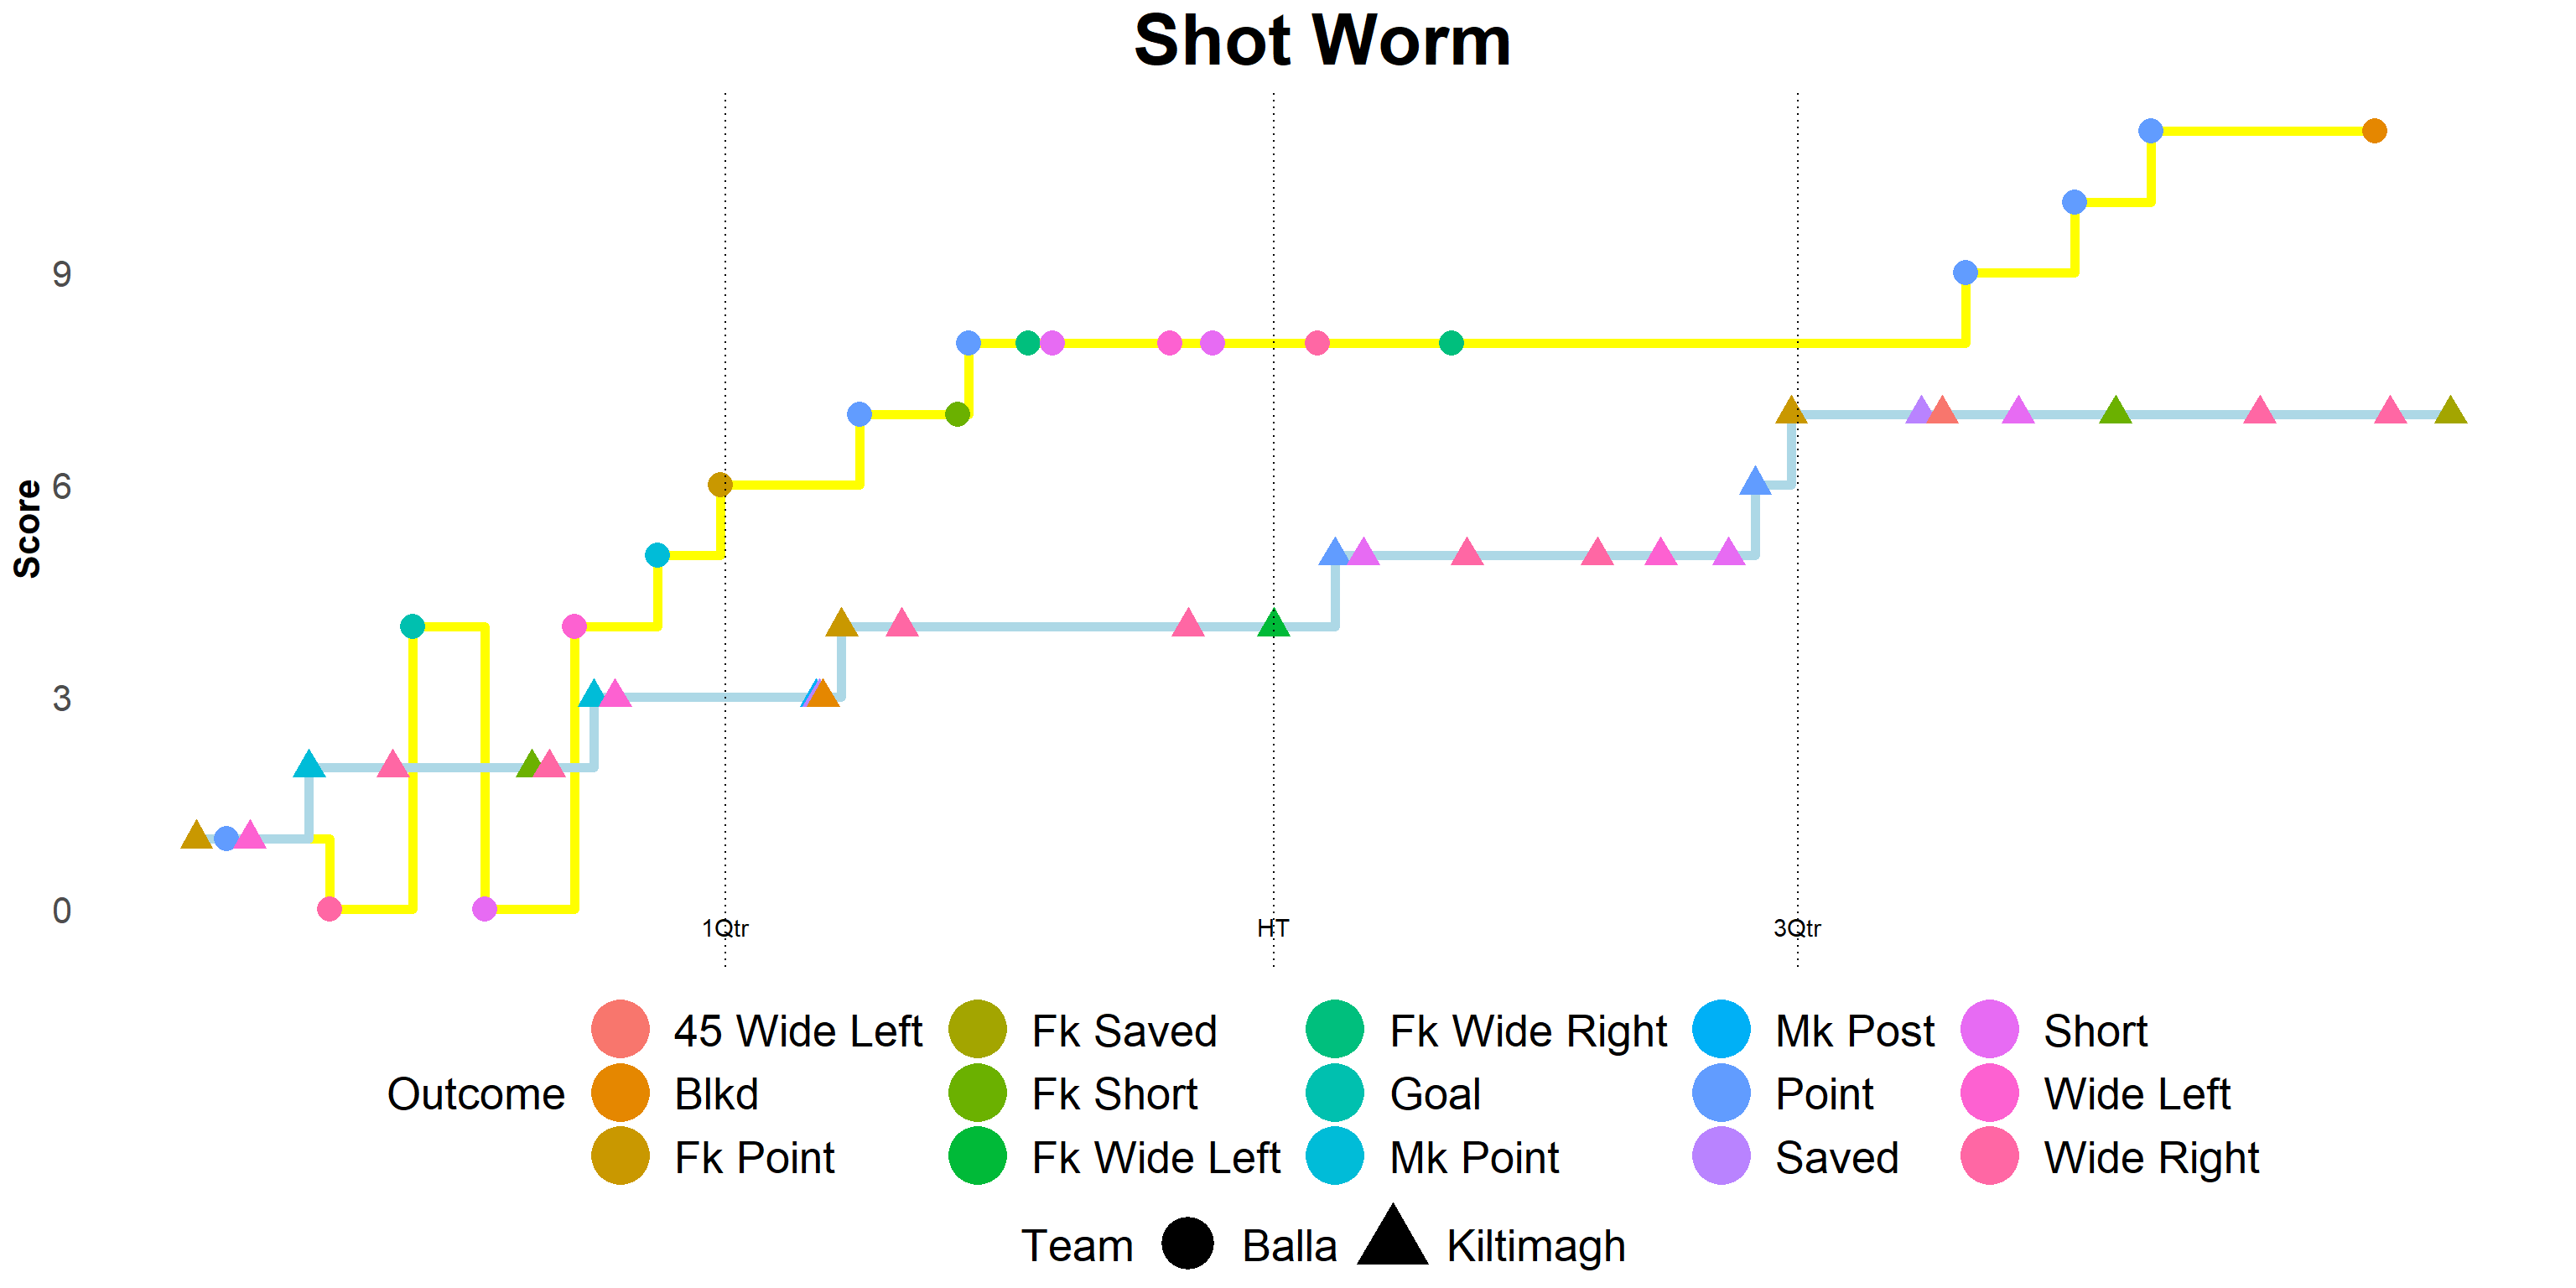 Shot Worm
Score
9
6
3
0
1Qtr
HT
3Qtr
Outcome
45 Wide Left
Blkd
Fk Point
Fk Saved
Fk Short
Fk Wide Left
Fk Wide Right
Goal
Mk Point
Mk Post
Point
Saved
Short
Wide Left
Wide Right
Team
Balla
Kiltimagh